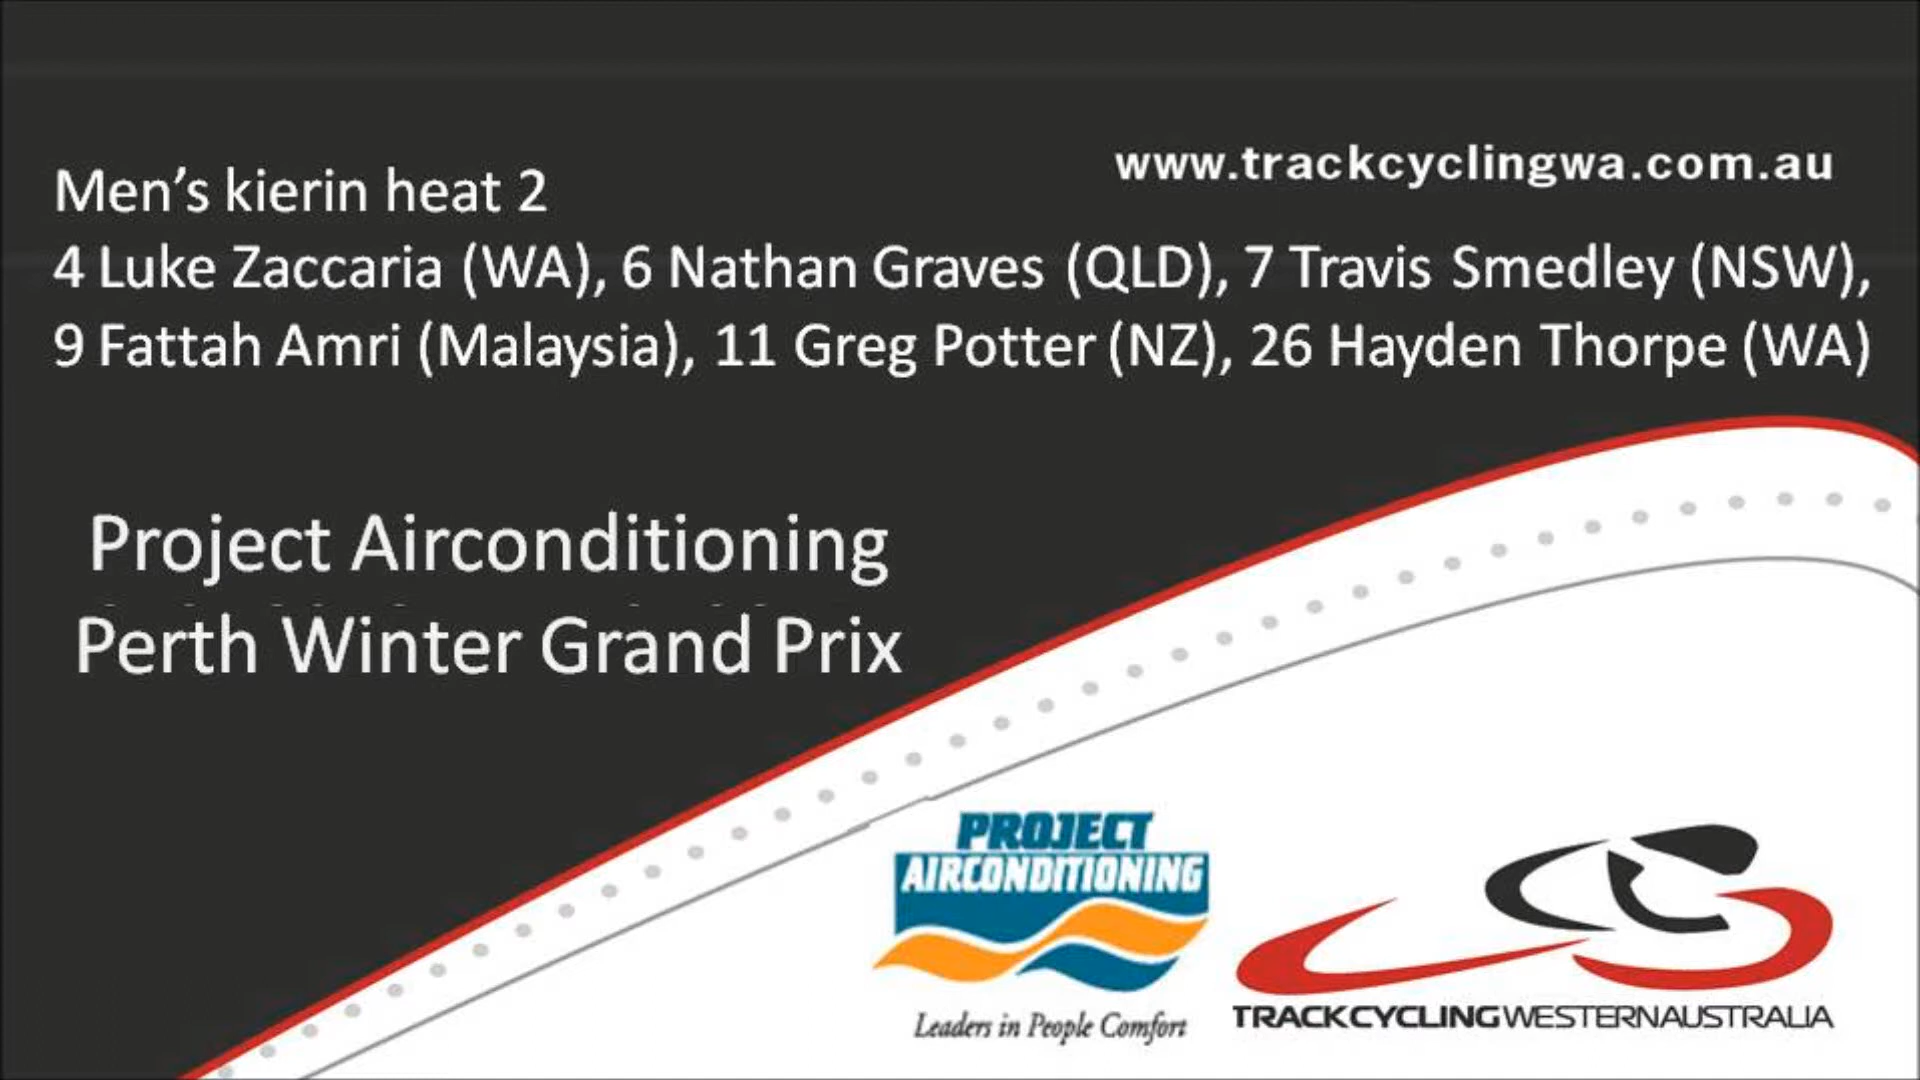 www.trackcyclingwa.com.au
Men's kierin heat 2
4 Luke Zaccaria (WA), 6 Nathan Graves (QLD), 7 Travis Smedley (NSW),
9 Fattah Amri (Malaysia), 11 Greg Potter (NZ), 26 Hayden Thorpe (WA)
Project Airconditioning
Perth Winter Grand Prix
PROJECT
AIRCONDITIONING
Leaders in People Comfort
TRACKCYCLINGWESTERNAUSTRALIA